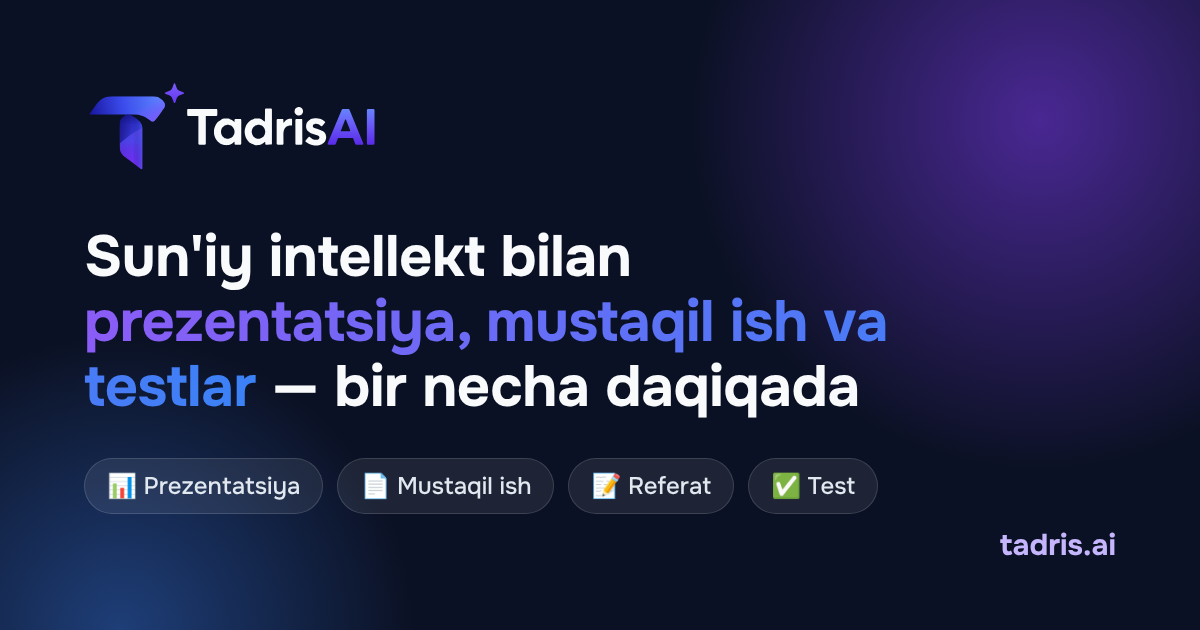 TadrisAI
Sun'iy intellekt bilan
prezentatsiya, mustaqil ish va
testlar — bir necha daqiqada
📊 Prezentatsiya 📄 Mustaqil ish 📝 Referat ✅ Test
tadris.ai